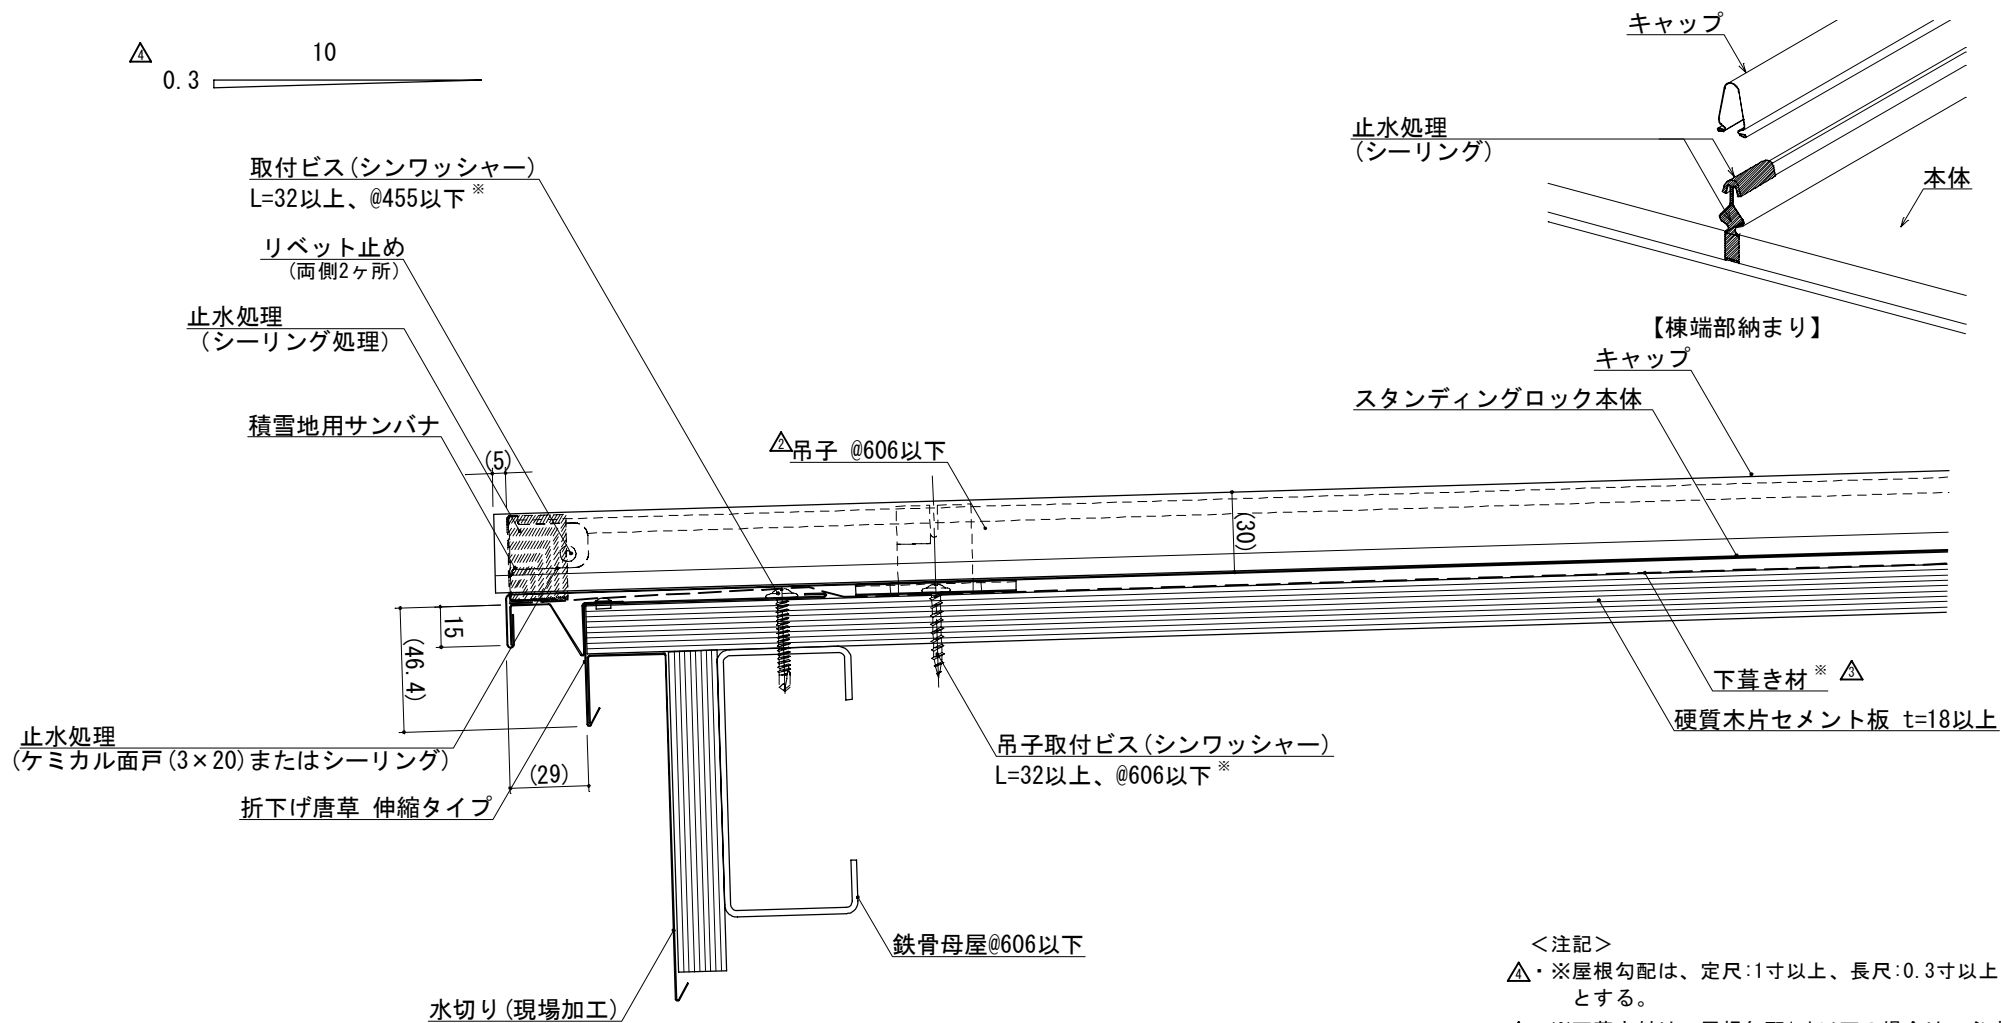 4
10
0.3
キャップ
止水処理
(シーリング)
本体
取付ビス(シンワッシャー)
L=32以上、@455以下※
リベット止め
(両側2ヶ所)
止水処理
(シーリング処理)
【棟端部納まり】
キャップ
スタンディングロック本体
積雪地用サンバナ
(5)
2 吊子 @606以下
(30)
15
(46.4)
下葺き材※ 3
硬質木片セメント板 t=18以上
止水処理
(ケミカル面戸(3×20)またはシーリング)
(29)
吊子取付ビス(シンワッシャー)
L=32以上、@606以下※
折下げ唐草 伸縮タイプ
鉄骨母屋@606以下
水切り(現場加工)
<注記>
4・※屋根勾配は、定尺:1寸以上、長尺:0.3寸以上
とする。